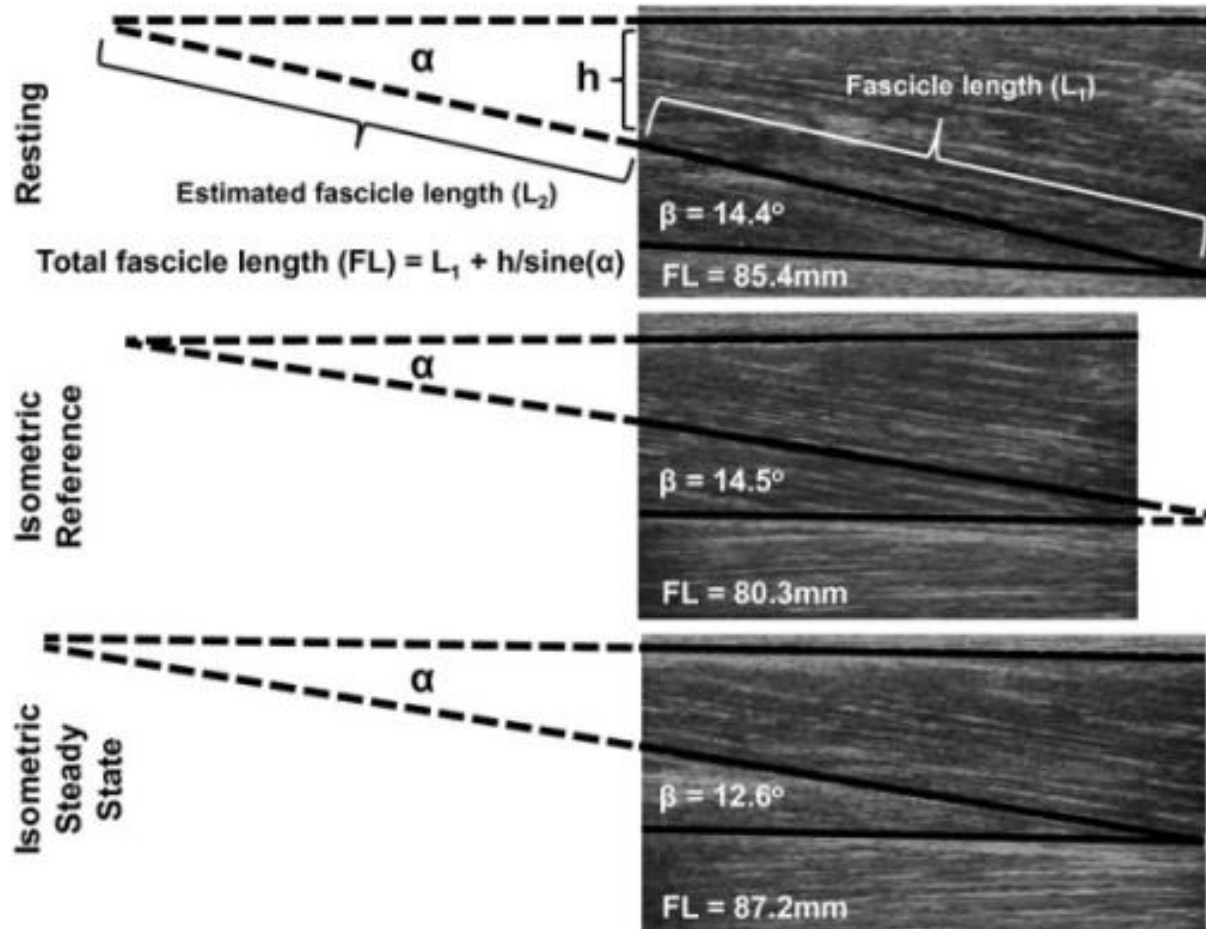 Resting
α
h
Fascicle length (L₁)
Estimated fascicle length (L₂)
β = 14.4°
Total fascicle length (FL) = L₁ + h/sine(α)
FL = 85.4mm
Isometric
Reference
α
β = 14.5°
FL = 80.3mm
Isometric
Steady
State
α
β = 12.6°
FL = 87.2mm